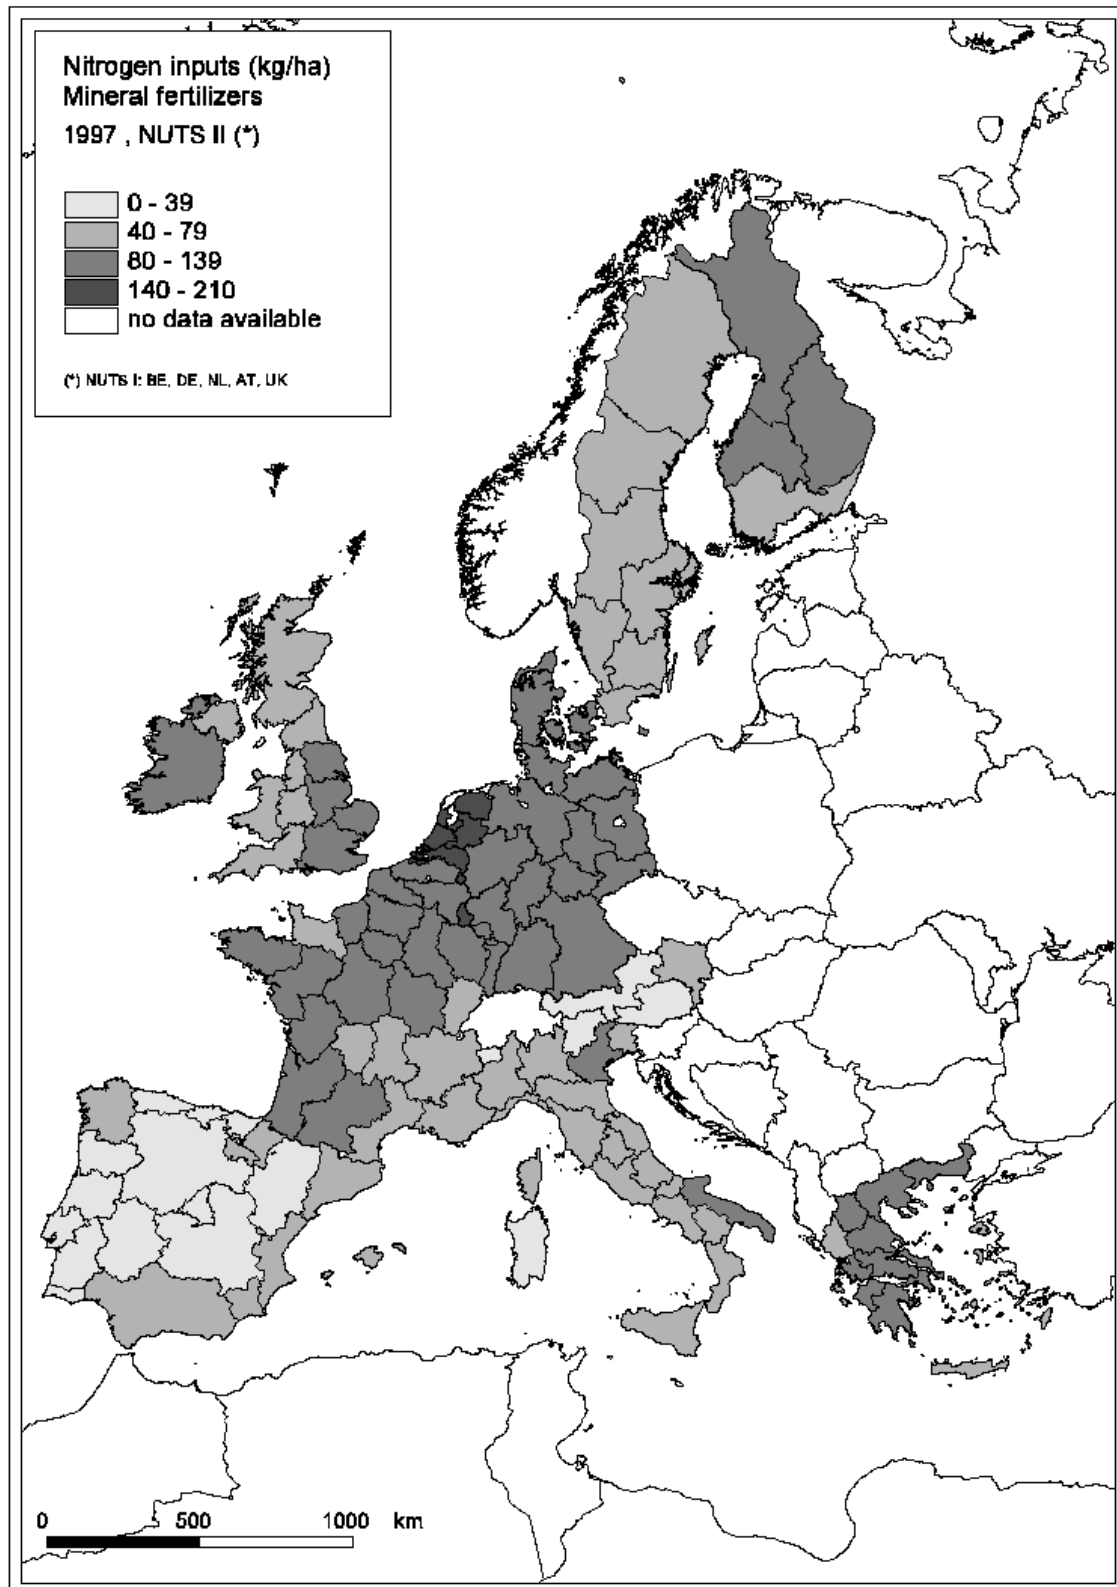 Nitrogen inputs (kg/ha)
Mineral fertilizers
1997 , NUTS II (*)
0 - 39
40 - 79
80 - 139
140 - 210
no data available
(*) NUTS I: BE, DE, NL, AT, UK
0 500 1000 km